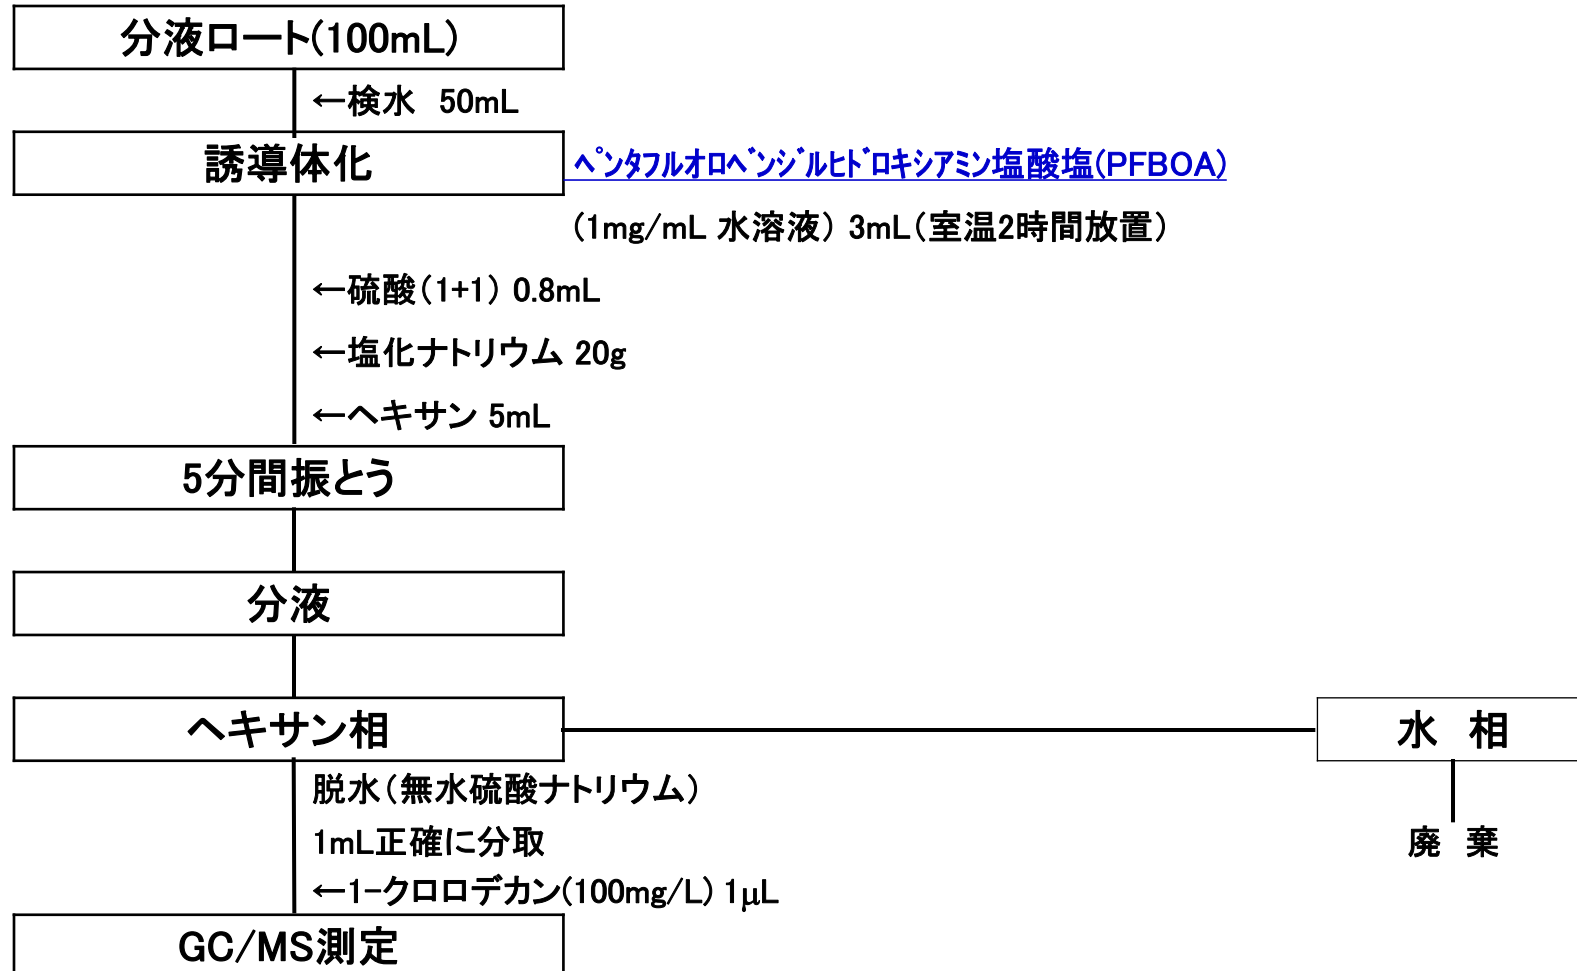 分液ロート(100mL)
←検水 50mL
誘導体化
ﾍﾟﾝﾀﾌﾙｵﾛﾍﾞﾝｼﾞﾙﾋﾄﾞﾛｷｼｱﾐﾝ塩酸塩(PFBOA)
(1mg/mL 水溶液) 3mL(室温2時間放置)
←硫酸(1+1) 0.8mL
←塩化ナトリウム 20g
←ヘキサン 5mL
5分間振とう
分液
ヘキサン相
水 相
脱水(無水硫酸ナトリウム)
1mL正確に分取
廃 棄
←1-クロロデカン(100mg/L) 1μL
GC/MS測定